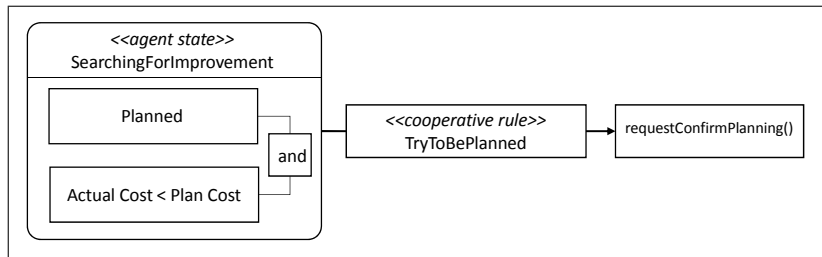 <<agent state>>
SearchingForImprovement
Planned
and
Actual Cost < Plan Cost
<<cooperative rule>>
TryToBePlanned
requestConfirmPlanning()